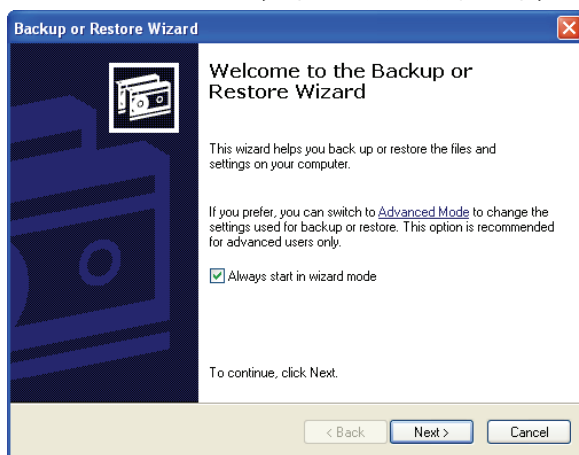 Backup or Restore Wizard
Welcome to the Backup or
Restore Wizard
This wizard helps you back up or restore the files and
settings on your computer.
If you prefer, you can switch to Advanced Mode to change the
settings used for backup or restore. This option is recommended
for advanced users only.
Always start in wizard mode
To continue, click Next.
< Back
Next >
Cancel